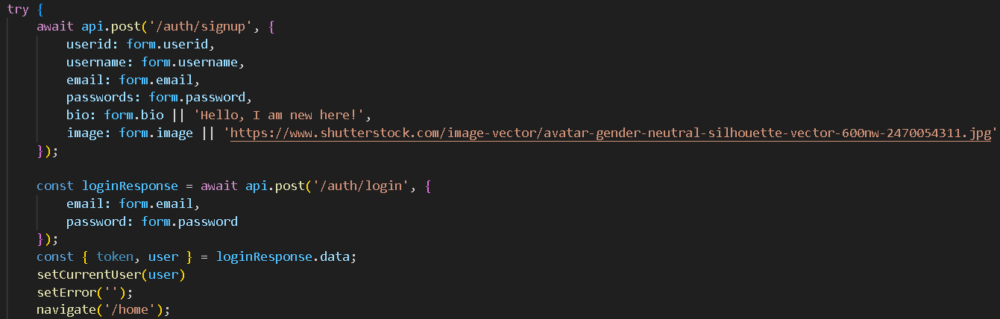 try {
await api.post('/auth/signup', {
userid: form.userid,
username: form.username,
email: form.email,
passwords: form.password,
bio: form.bio || 'Hello, I am new here!',
image: form.image || 'https://www.shutterstock.com/image-vector/avatar-gender-neutral-silhouette-vector-600nw-2470054311.jpg'
});
const loginResponse = await api.post('/auth/login', {
email: form.email,
password: form.password
});
const { token, user } = loginResponse.data;
setCurrentUser(user)
setError('');
navigate('/home');